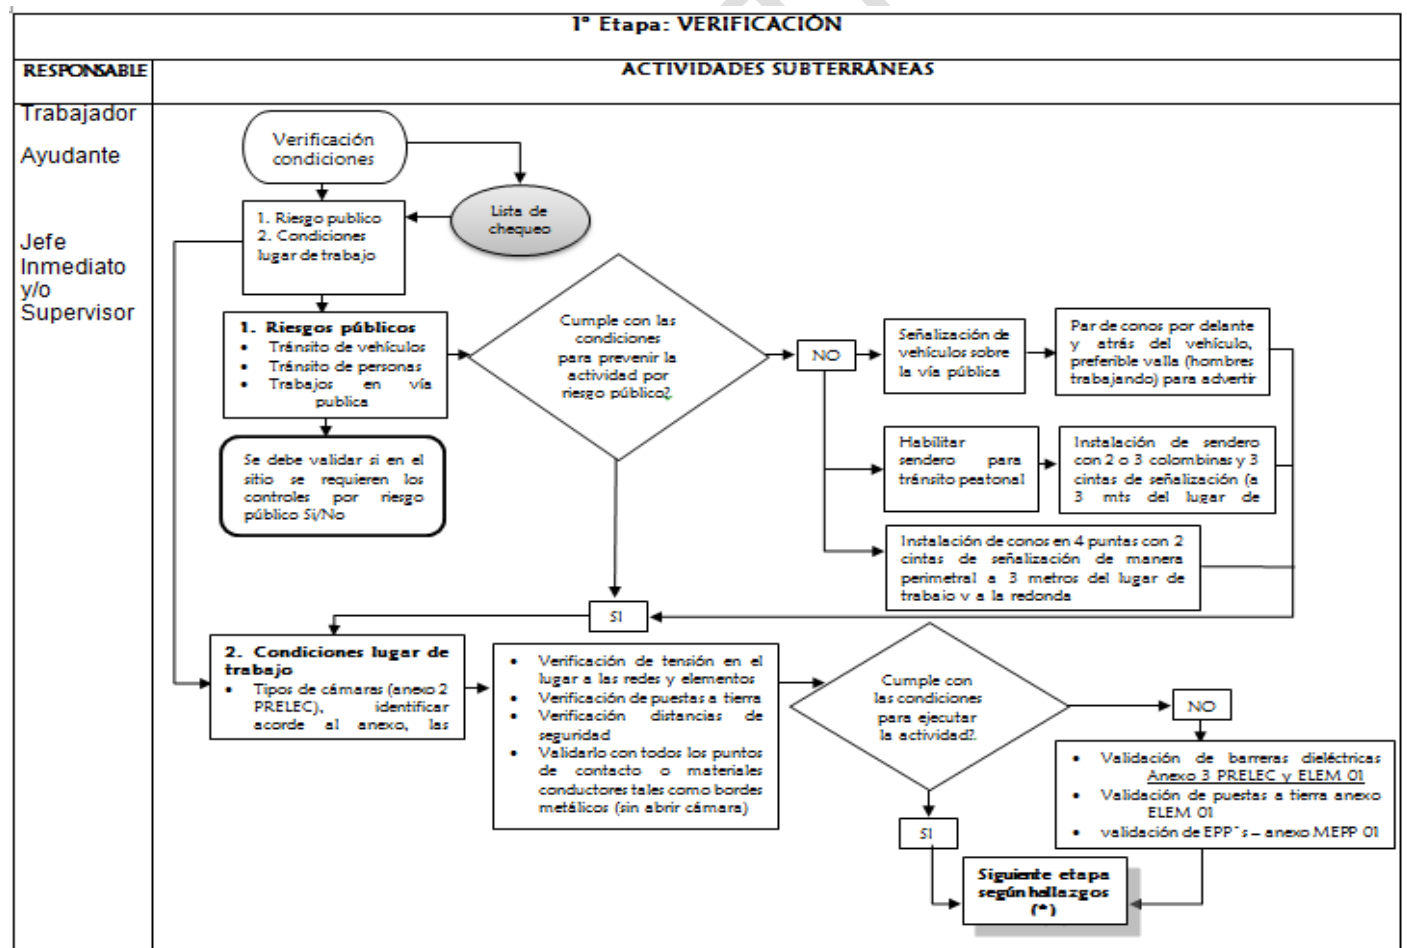 1° Etapa: VERIFICACIÓN
RESPONSABLE
ACTIVIDADES SUBTERRÁNEAS
Trabajador
Ayudante
Jefe
Inmediato
y/o
Supervisor
Verificación
condiciones
Lista de
chequeo
1. Riesgo publico
2. Condiciones
lugar de trabajo
1. Riesgos públicos
• Tránsito de vehículos
• Tránsito de personas
• Trabajos en vía
publica
Se debe validar si en el
sitio se requieren los
controles por riesgo
público Si/No
Cumple con las
condiciones
para prevenir la
actividad por
riesgo público?.
NO
Señalización de
vehículos sobre
la vía pública
Par de conos por delante
y atrás del vehículo,
preferible valla (hombres
trabajando) para advertir
Habilitar
sendero para
tránsito peatonal
Instalación de sendero
con 2 o 3 colombinas y 3
cintas de señalización (a
3 mts del lugar de
Instalación de conos en 4 puntas con 2
cintas de señalización de manera
perimetral a 3 metros del lugar de
trabajo y a la redonda
SI
2. Condiciones lugar de
trabajo
• Tipos de cámaras (anexo 2
PRELEC), identificar
acorde al anexo, las
• Verificación de tensión en el
lugar a las redes y elementos
• Verificación de puestas a tierra
• Verificación distancias de
seguridad
• Validarlo con todos los puntos
de contacto o materiales
conductores tales como bordes
metálicos (sin abrir cámara)
Cumple con
las condiciones
para ejecutar
la actividad?.
NO
• Validación de barreras dieléctricas
Anexo 3 PRELEC y ELEM 01
• Validación de puestas a tierra anexo
ELEM 01
• validación de EPP´s – anexo MEPP 01
SI
Siguiente etapa
según hallazgos
(*)